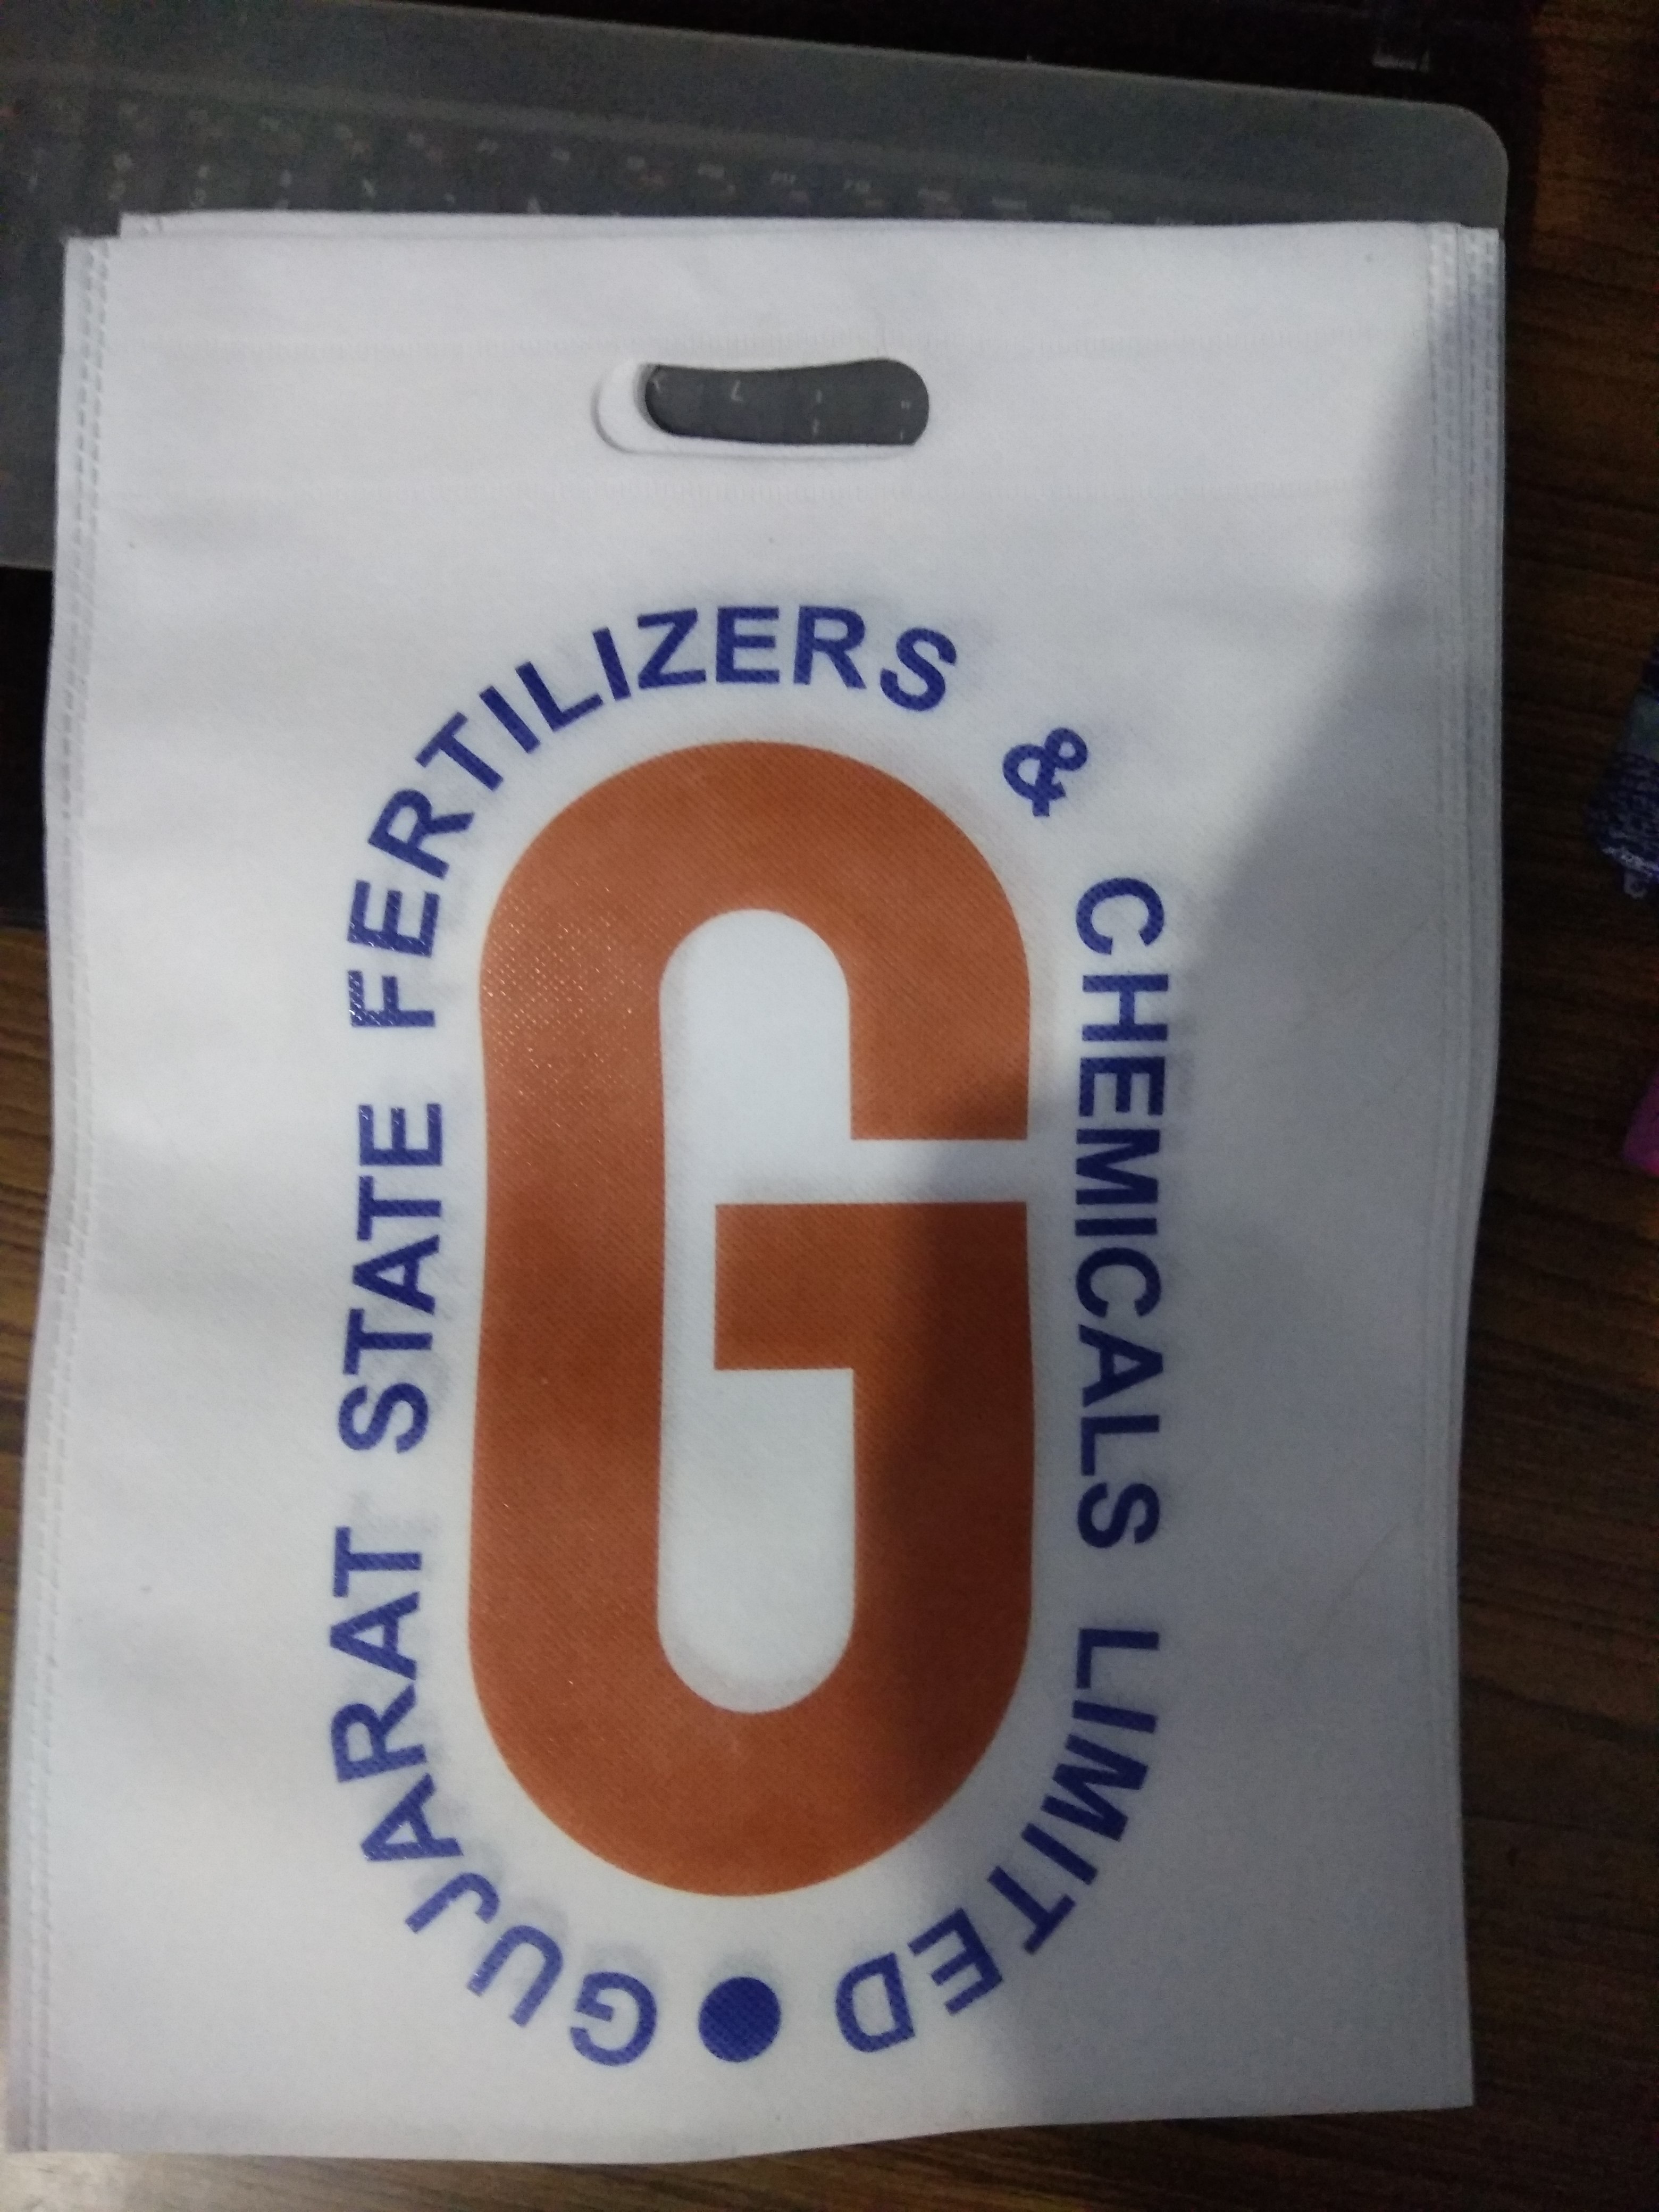 GUJARAT STATE FERTILIZERS & CHEMICALS LIMITED
G